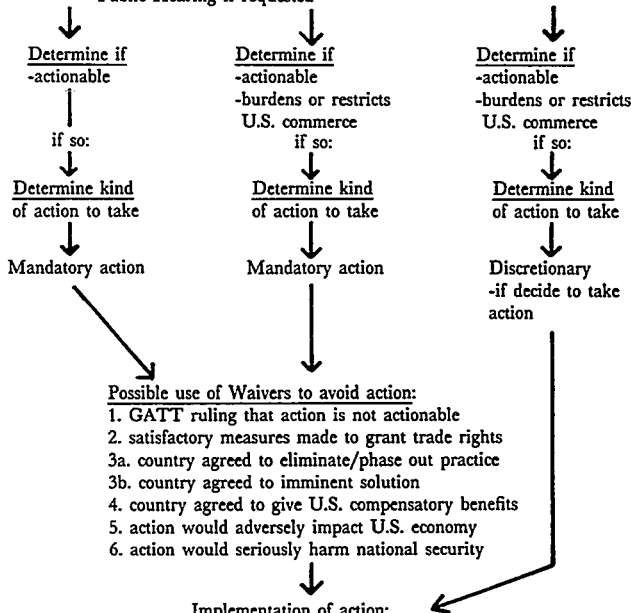 Public Hearing if requested
Determine if
-actionable
if so:
Determine kind
of action to take
Mandatory action
Determine if
-actionable
-burdens or restricts
U.S. commerce
if so:
Determine kind
of action to take
Mandatory action
Determine if
-actionable
-burdens or restricts
U.S. commerce
if so:
Determine kind
of action to take
Discretionary
-if decide to take
action
Possible use of Waivers to avoid action:
1. GATT ruling that action is not actionable
2. satisfactory measures made to grant trade rights
3a. country agreed to eliminate/phase out practice
3b. country agreed to imminent solution
4. country agreed to give U.S. compensatory benefits
5. action would adversely impact U.S. economy
6. action would seriously harm national security
Implementation of action: